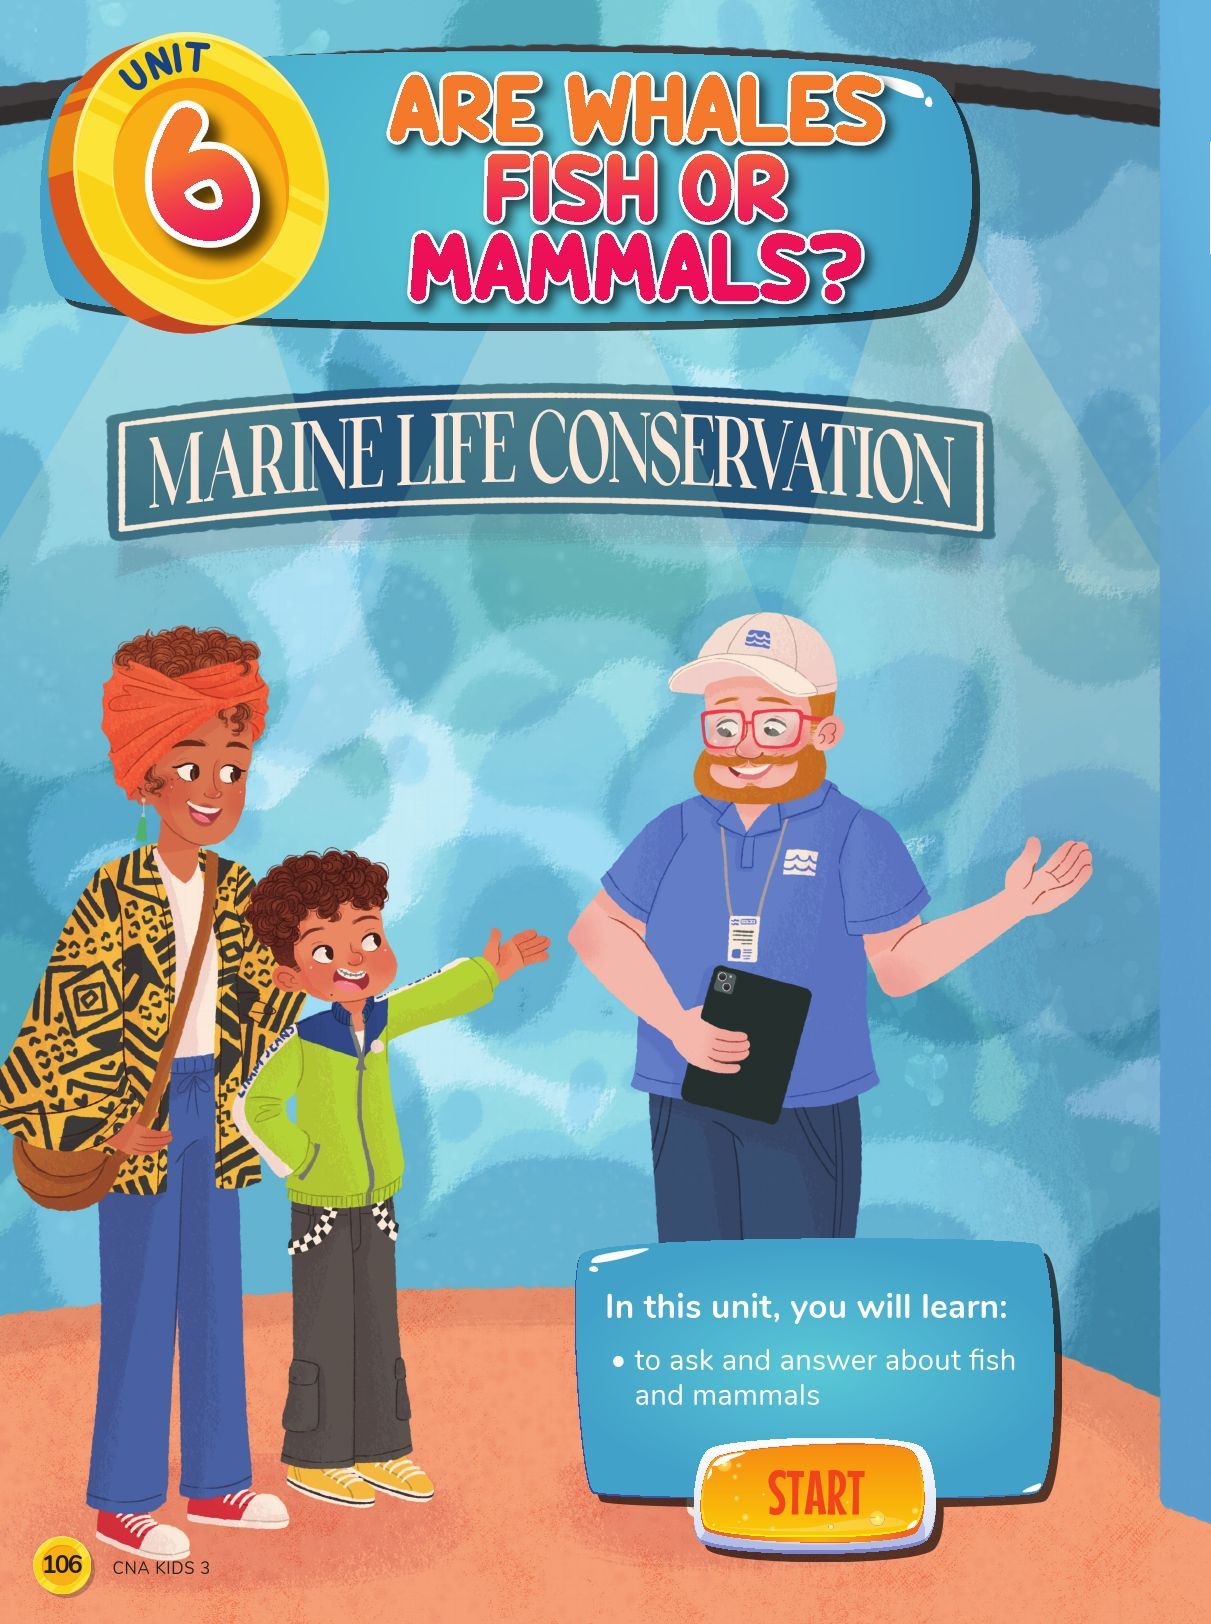 UNIT
6
ARE WHALES
FISH OR
MAMMALS?
MARINE LIFE CONSERVATION
In this unit, you will learn:
• to ask and answer about fish
and mammals
START
106
CNA KIDS 3